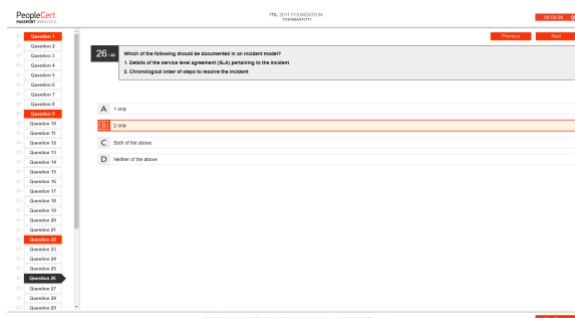 PeopleCert
ITIL 2011 FOUNDATION
Previous
Next
Question 1
Question 2
Question 3
Question 4
Question 5
Question 6
Question 7
Question 8
Question 9
Question 10
Question 11
Question 12
Question 13
Question 14
Question 15
Question 16
Question 17
Question 18
Question 19
Question 20
Question 21
Question 22
Question 23
Question 24
Question 25
Question 26
Question 27
Question 28
Question 29
26
Which of the following should be documented in an incident model?
1. Details of the service level agreement (SLA) pertaining to the incident
2. Chronological order of steps to resolve the incident
A 1 only
B 2 only
C Both of the above
D Neither of the above